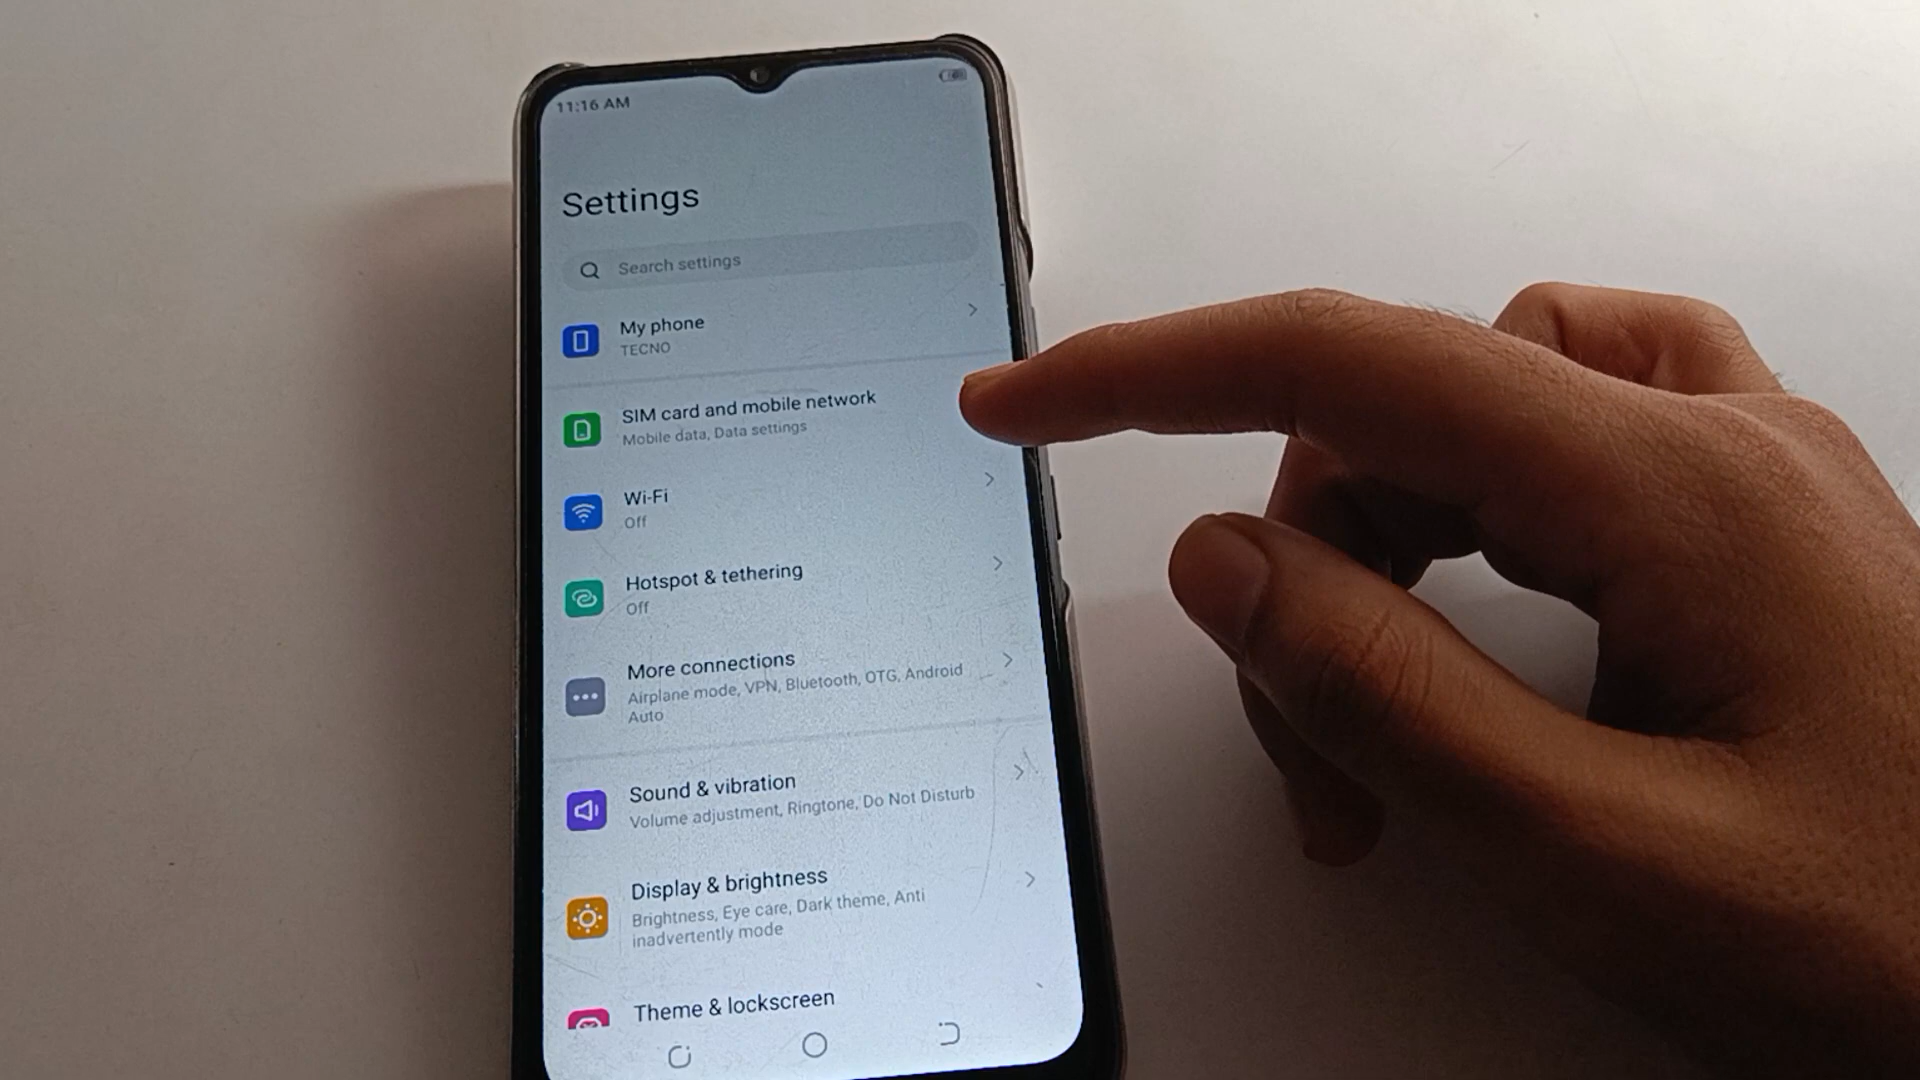 11:16 AM
Settings
Search settings
My phone
TECNO
SIM card and mobile network
Mobile data, Data settings
Wi-Fi
Off
Hotspot & tethering
Off
More connections
Airplane mode, VPN, Bluetooth, OTG, Android
Auto
Sound & vibration
Volume adjustment, Ringtone, Do Not Disturb
Display & brightness
Brightness, Eye care, Dark theme, Anti
inadvertently mode
Theme & lockscreen